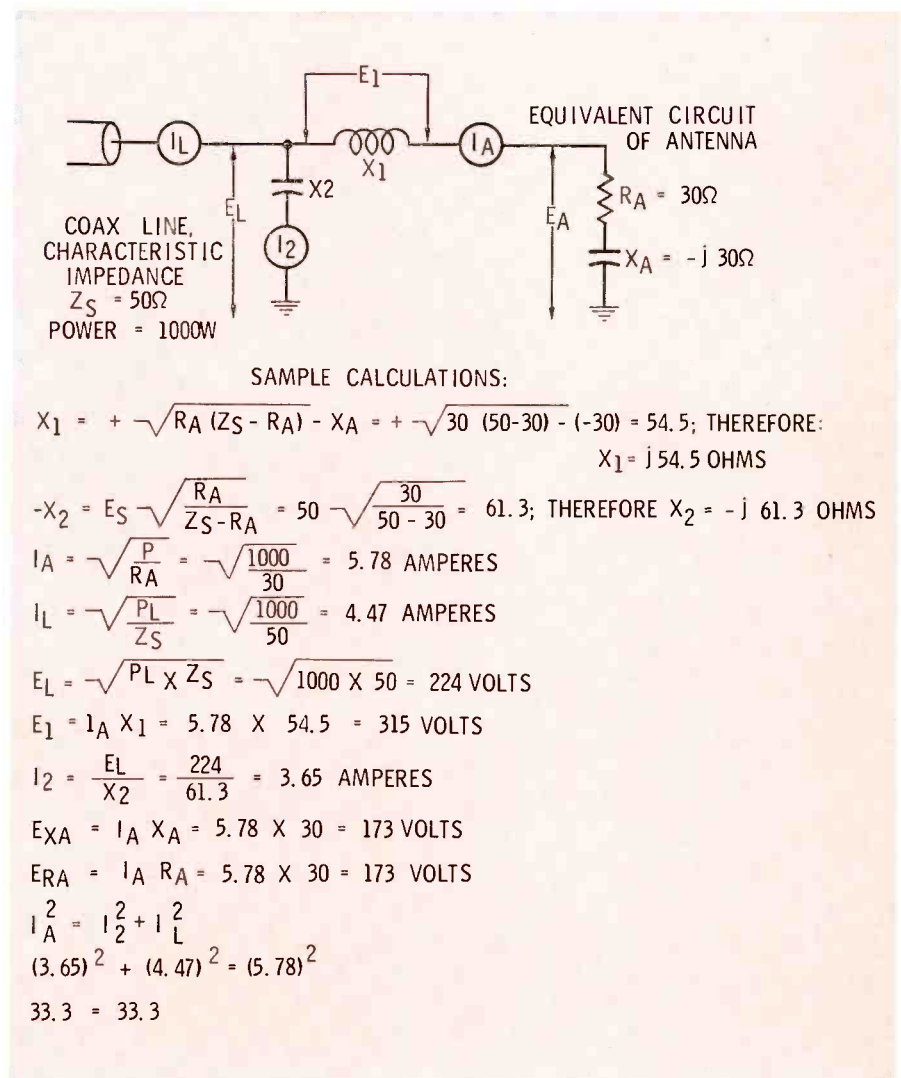 E1
EQUIVALENT CIRCUIT
OF ANTENNA
IL
X1
IA
X2
EL
I2
EA
RA = 30Ω
XA = -j 30Ω
COAX LINE,
CHARACTERISTIC
IMPEDANCE
ZS = 50Ω
POWER = 1000W
SAMPLE CALCULATIONS:
X1 = + √RA (ZS - RA) - XA = + √30 (50-30) - (-30) = 54.5; THEREFORE:
X1= j 54.5 OHMS
-X2 = ES √RA/ZS-RA = 50 √30/50 - 30 = 61.3; THEREFORE X2 = -j 61.3 OHMS
IA = √P/RA = √1000/30 = 5.78 AMPERES
IL = √PL/ZS = √1000/50 = 4.47 AMPERES
EL = √PL X ZS = √1000 X 50 = 224 VOLTS
E1 = IA X1 = 5.78 X 54.5 = 315 VOLTS
I2 = EL/X2 = 224/61.3 = 3.65 AMPERES
EXA = IA XA = 5.78 X 30 = 173 VOLTS
ERA = IA RA = 5.78 X 30 = 173 VOLTS
IA² = I2² + IL²
(3.65)² + (4.47)² = (5.78)²
33.3 = 33.3